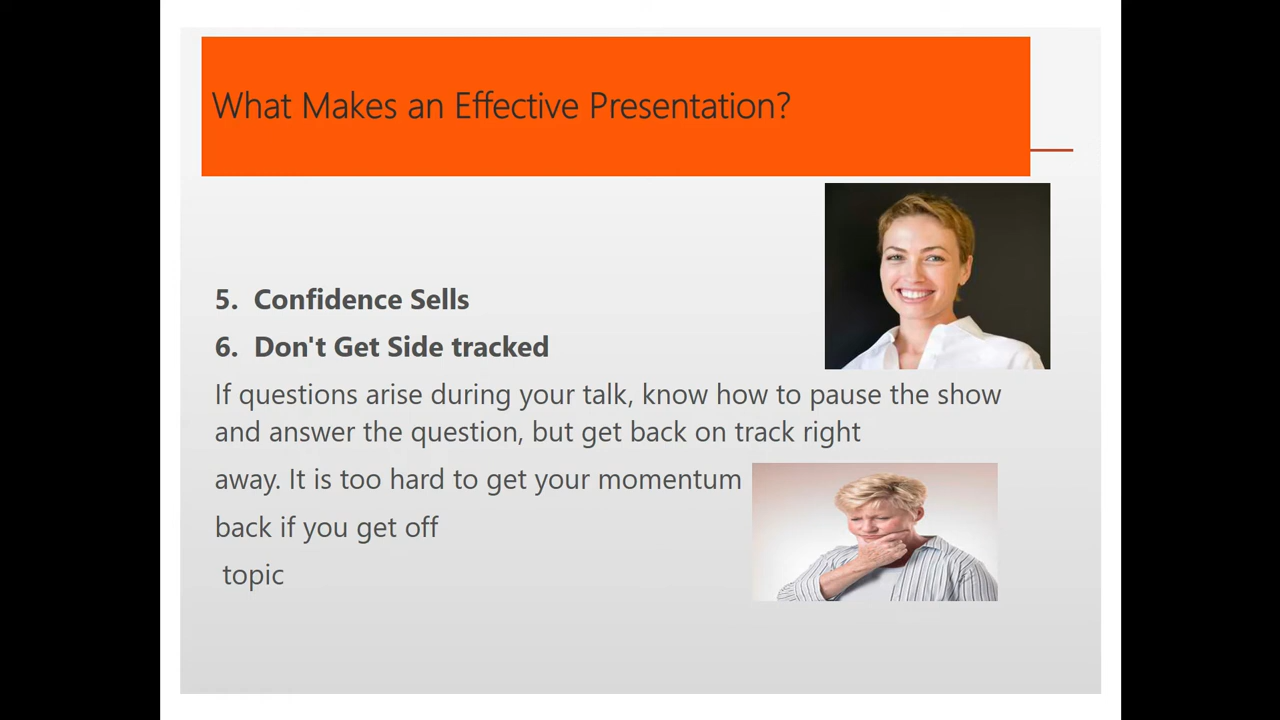 What Makes an Effective Presentation?
5. Confidence Sells
6. Don't Get Side tracked
If questions arise during your talk, know how to pause the show
and answer the question, but get back on track right
away. It is too hard to get your momentum
back if you get off
topic